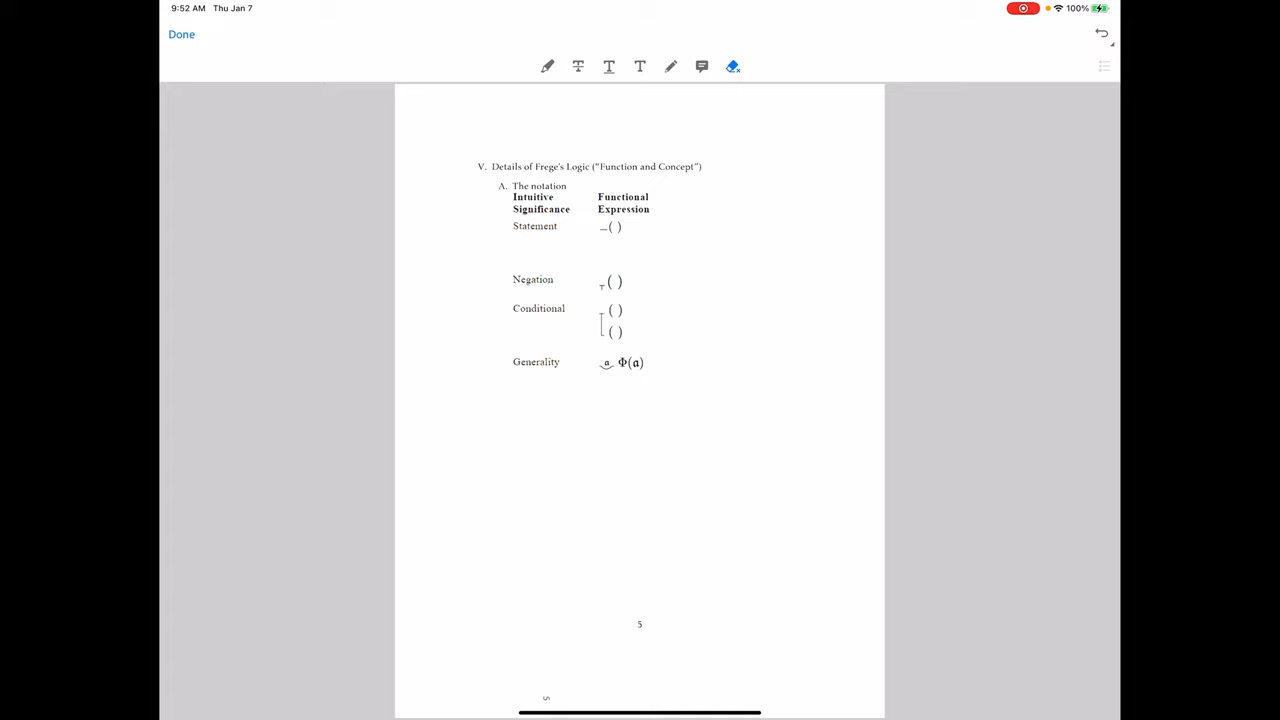 9:52 AM Thu Jan 7
100%
Done
V. Details of Frege's Logic ("Function and Concept")
A. The notation
Intuitive Functional
Significance Expression
Statement —( )
Negation ┬( )
Conditional ┬( )
└( )
Generality 𝔞 Φ(𝔞)
5
5